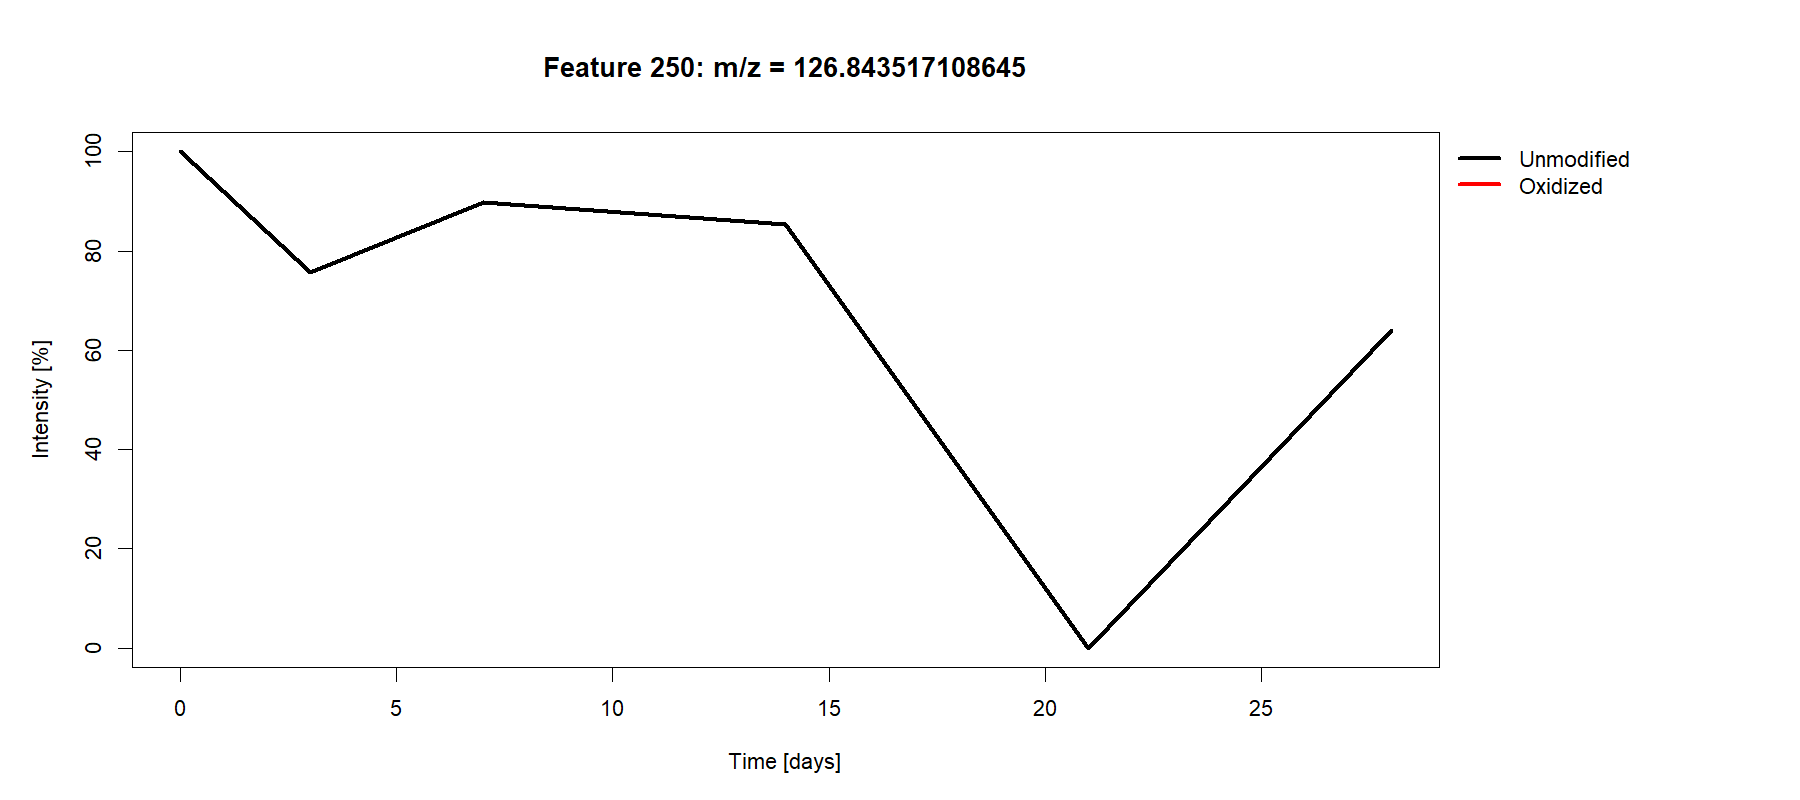 Feature 250: m/z = 126.843517108645
Unmodified
Oxidized
Intensity [%]
100
80
60
40
20
0
0 5 10 15 20 25
Time [days]